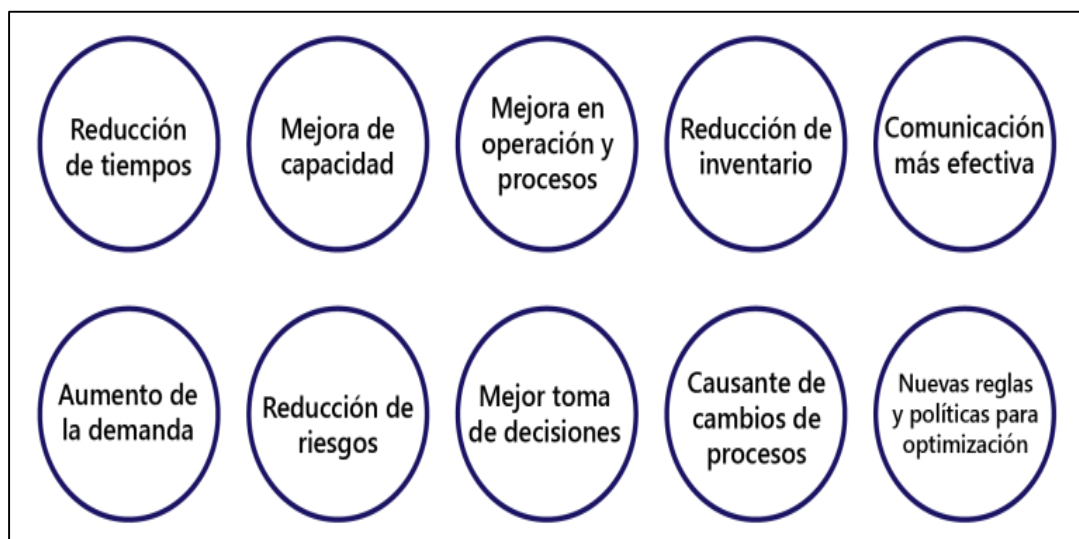 Reducción
de tiempos
Mejora de
capacidad
Mejora en
operación y
procesos
Reducción de
inventario
Comunicación
más efectiva
Aumento de
la demanda
Reducción de
riesgos
Mejor toma
de decisiones
Causante de
cambios de
procesos
Nuevas reglas
y políticas para
optimización